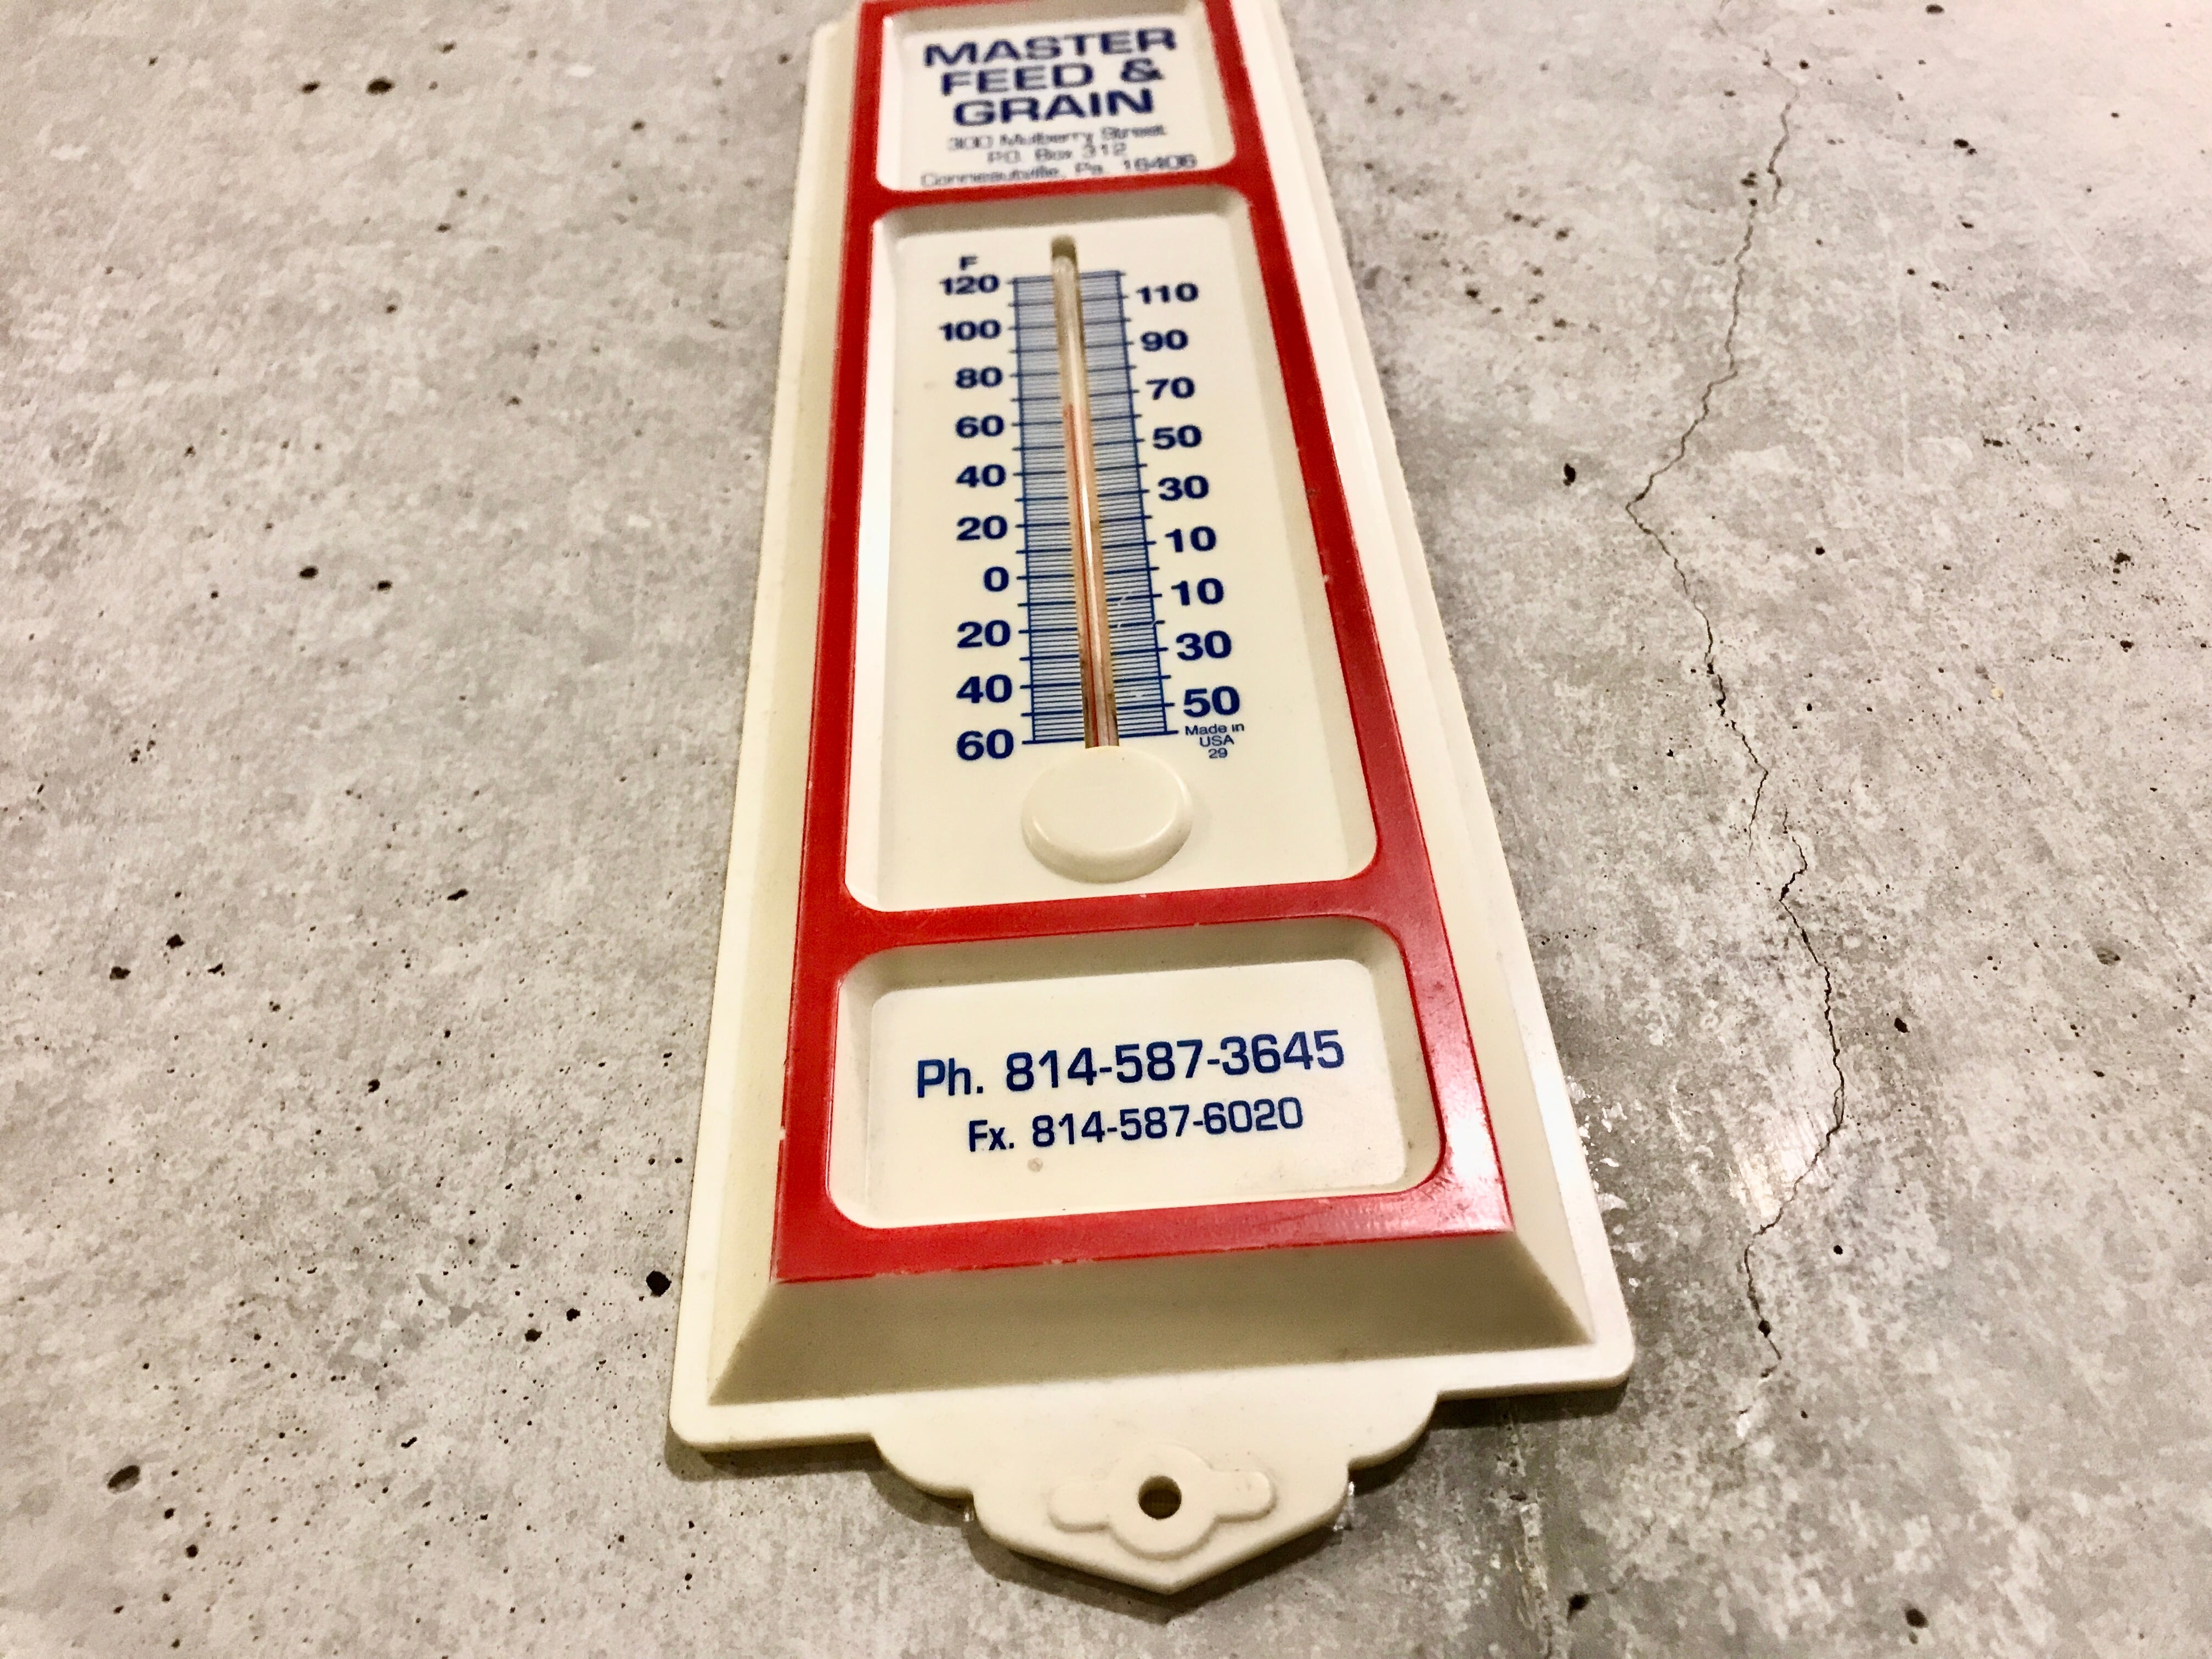 MASTER
FEED &
GRAIN
300 Mulberry Street
P.O. Box 312
Conneautville, Pa. 16406
F
120 110
100 90
80 70
60 50
40 30
20 10
0 10
20 30
40 50
60
Made in
USA
29
Ph. 814-587-3645
Fx. 814-587-6020